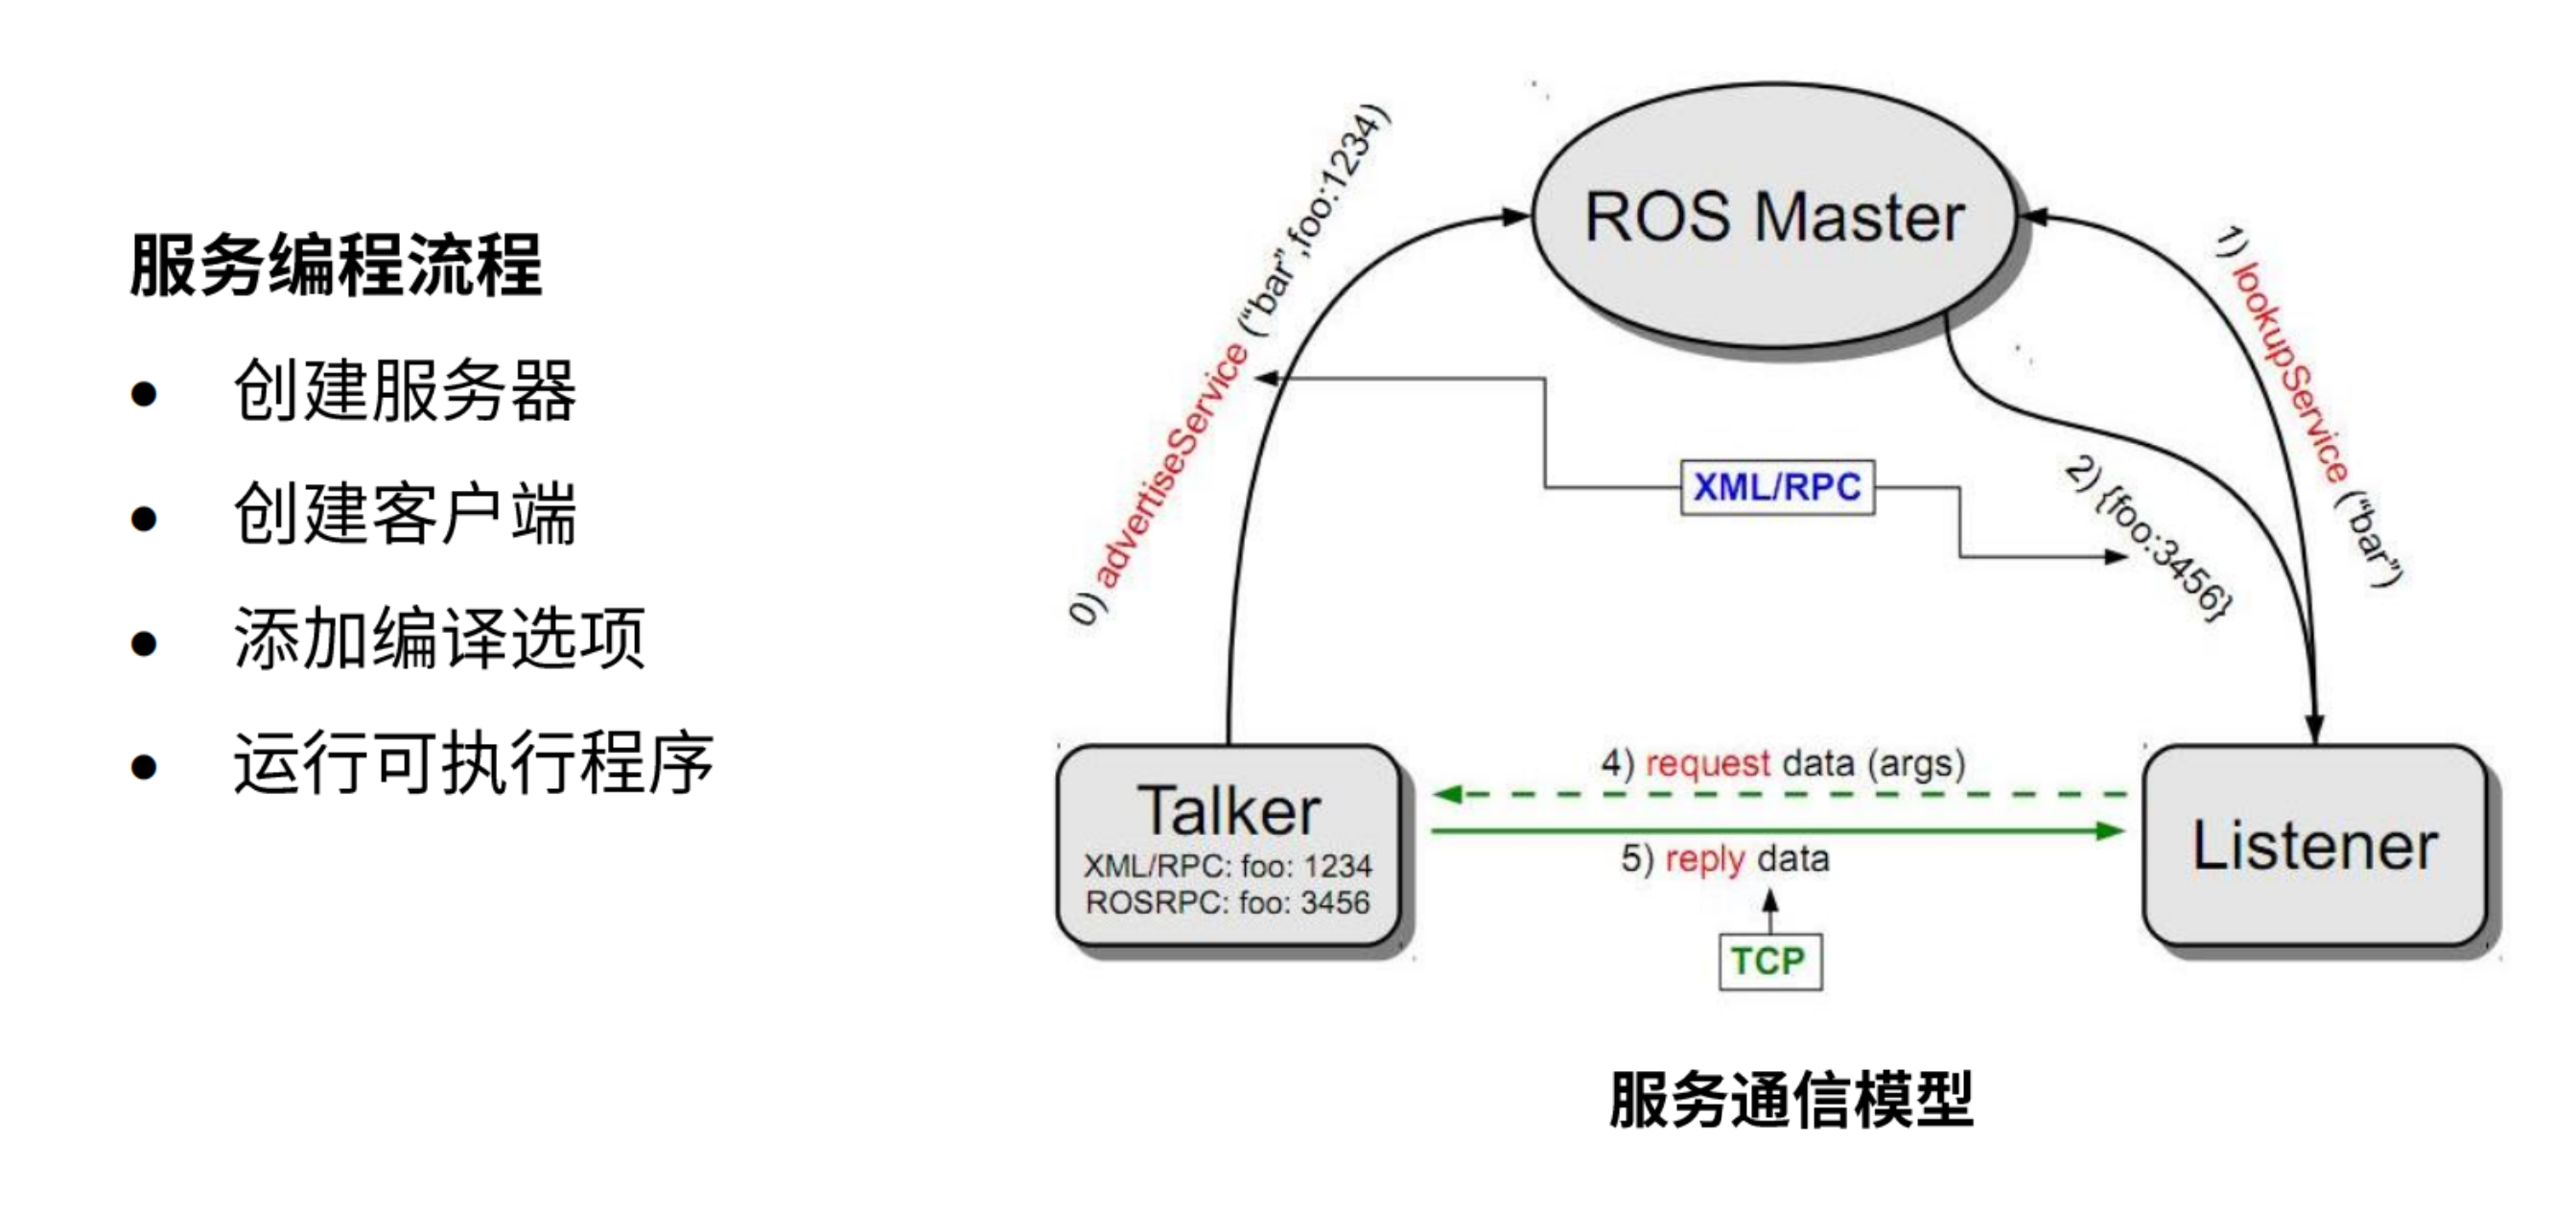 服务编程流程
● 创建服务器
● 创建客户端
● 添加编译选项
● 运行可执行程序
ROS Master
0) advertiseService (“bar”,foo:1234)
1) lookupService (“bar”)
XML/RPC
2) {foo:3456}
Talker
XML/RPC: foo: 1234
ROSRPC: foo: 3456
4) request data (args)
5) reply data
TCP
Listener
服务通信模型